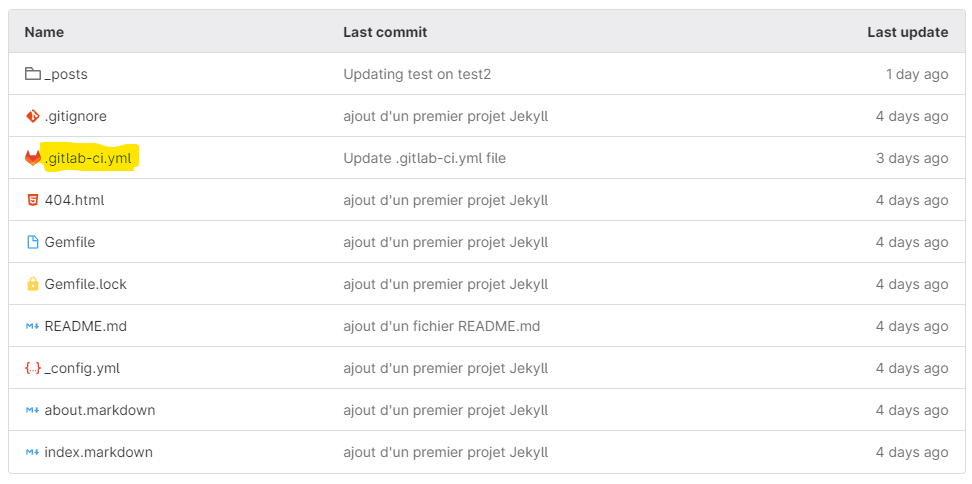 Name Last commit Last update
_posts Updating test on test2 1 day ago
.gitignore ajout d'un premier projet Jekyll 4 days ago
.gitlab-ci.yml Update .gitlab-ci.yml file 3 days ago
404.html ajout d'un premier projet Jekyll 4 days ago
Gemfile ajout d'un premier projet Jekyll 4 days ago
Gemfile.lock ajout d'un premier projet Jekyll 4 days ago
README.md ajout d'un fichier README.md 4 days ago
_config.yml ajout d'un premier projet Jekyll 4 days ago
about.markdown ajout d'un premier projet Jekyll 4 days ago
index.markdown ajout d'un premier projet Jekyll 4 days ago